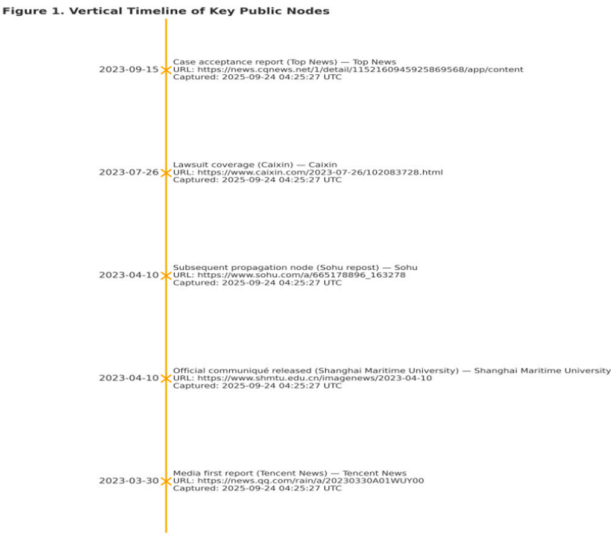 Figure 1. Vertical Timeline of Key Public Nodes
Case acceptance report (Top News) — Top News
2023-09-15 URL: https://news.cqnews.net/1/detail/1152160945925869568/app/content
Captured: 2025-09-24 04:25:27 UTC
Lawsuit coverage (Caixin) — Caixin
2023-07-26 URL: https://www.caixin.com/2023-07-26/102083728.html
Captured: 2025-09-24 04:25:27 UTC
Subsequent propagation node (Sohu repost) — Sohu
2023-04-10 URL: https://www.sohu.com/a/665178896_163278
Captured: 2025-09-24 04:25:27 UTC
Official communiqué released (Shanghai Maritime University) — Shanghai Maritime University
2023-04-10 URL: https://www.shmtu.edu.cn/imagenews/2023-04-10
Captured: 2025-09-24 04:25:27 UTC
Media first report (Tencent News) — Tencent News
2023-03-30 URL: https://news.qq.com/rain/a/20230330A01WUY00
Captured: 2025-09-24 04:25:27 UTC